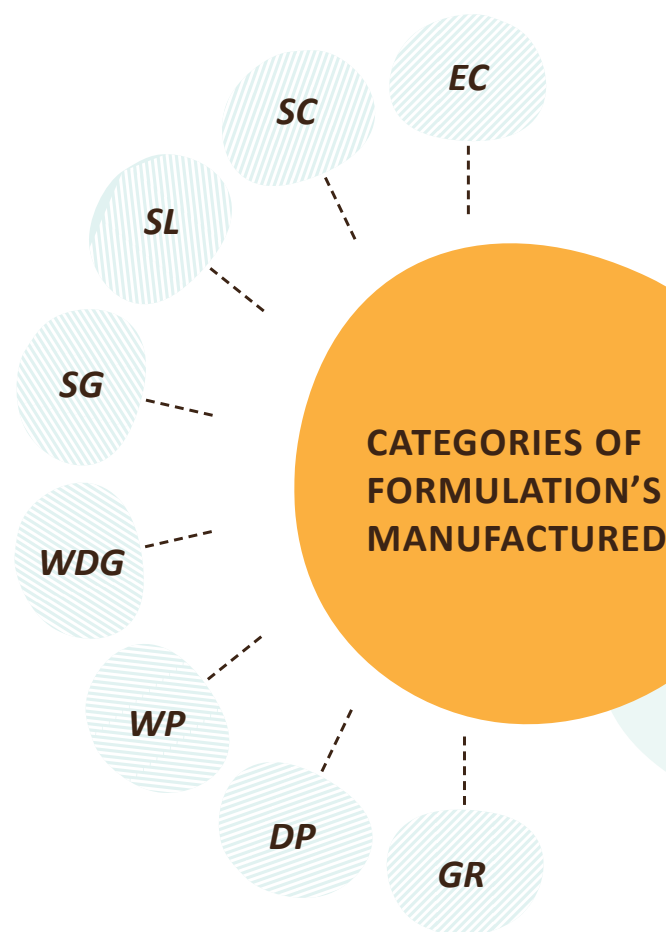 EC
SC
SL
SG
WDG
WP
DP
GR
CATEGORIES OF
FORMULATION’S
MANUFACTURED